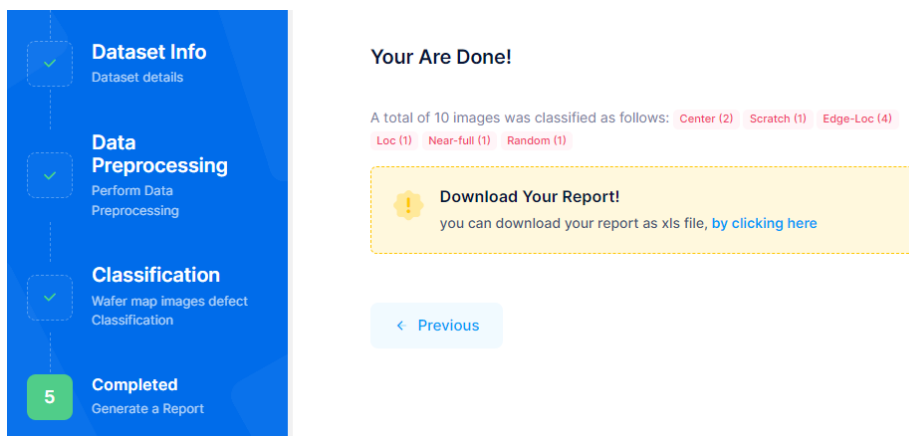 Dataset Info
Dataset details
Data
Preprocessing
Perform Data
Preprocessing
Classification
Wafer map images defect
Classification
5
Completed
Generate a Report
Your Are Done!
A total of 10 images was classified as follows: Center (2) Scratch (1) Edge-Loc (4)
Loc (1) Near-full (1) Random (1)
Download Your Report!
you can download your report as xls file, by clicking here
Previous